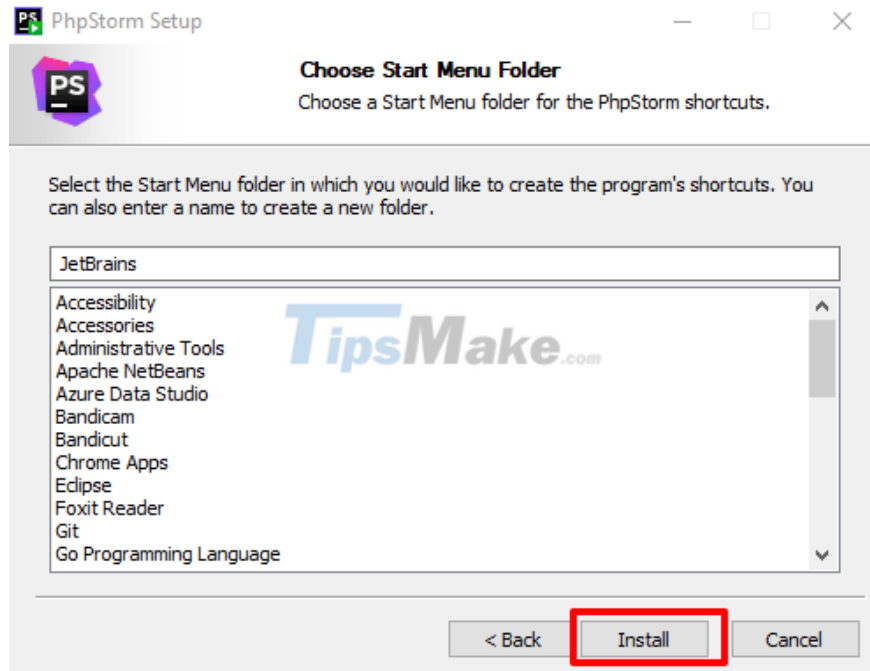 PhpStorm Setup
PS
Choose Start Menu Folder
Choose a Start Menu folder for the PhpStorm shortcuts.
Select the Start Menu folder in which you would like to create the program's shortcuts. You
can also enter a name to create a new folder.
JetBrains
Accessibility
Accessories
Administrative Tools
Apache NetBeans
Azure Data Studio
Bandicam
Bandicut
Chrome Apps
Eclipse
Foxit Reader
Git
Go Programming Language
TipsMake.com
< Back Install Cancel